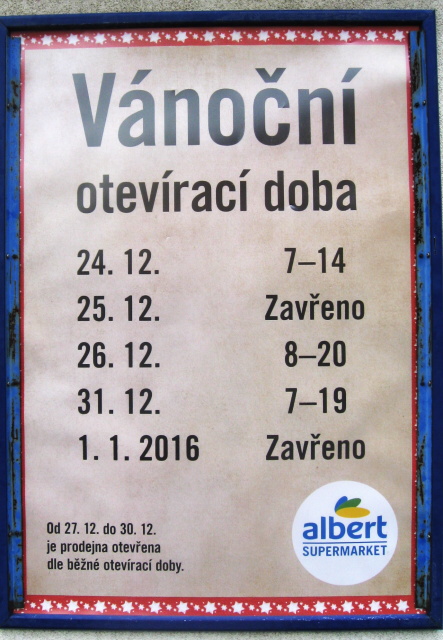 Vánoční
otevírací doba
24. 12. 7–14
25. 12. Zavřeno
26. 12. 8–20
31. 12. 7–19
1. 1. 2016 Zavřeno
Od 27. 12. do 30. 12.
je prodejna otevřena
dle běžné otevírací doby.
albert
SUPERMARKET